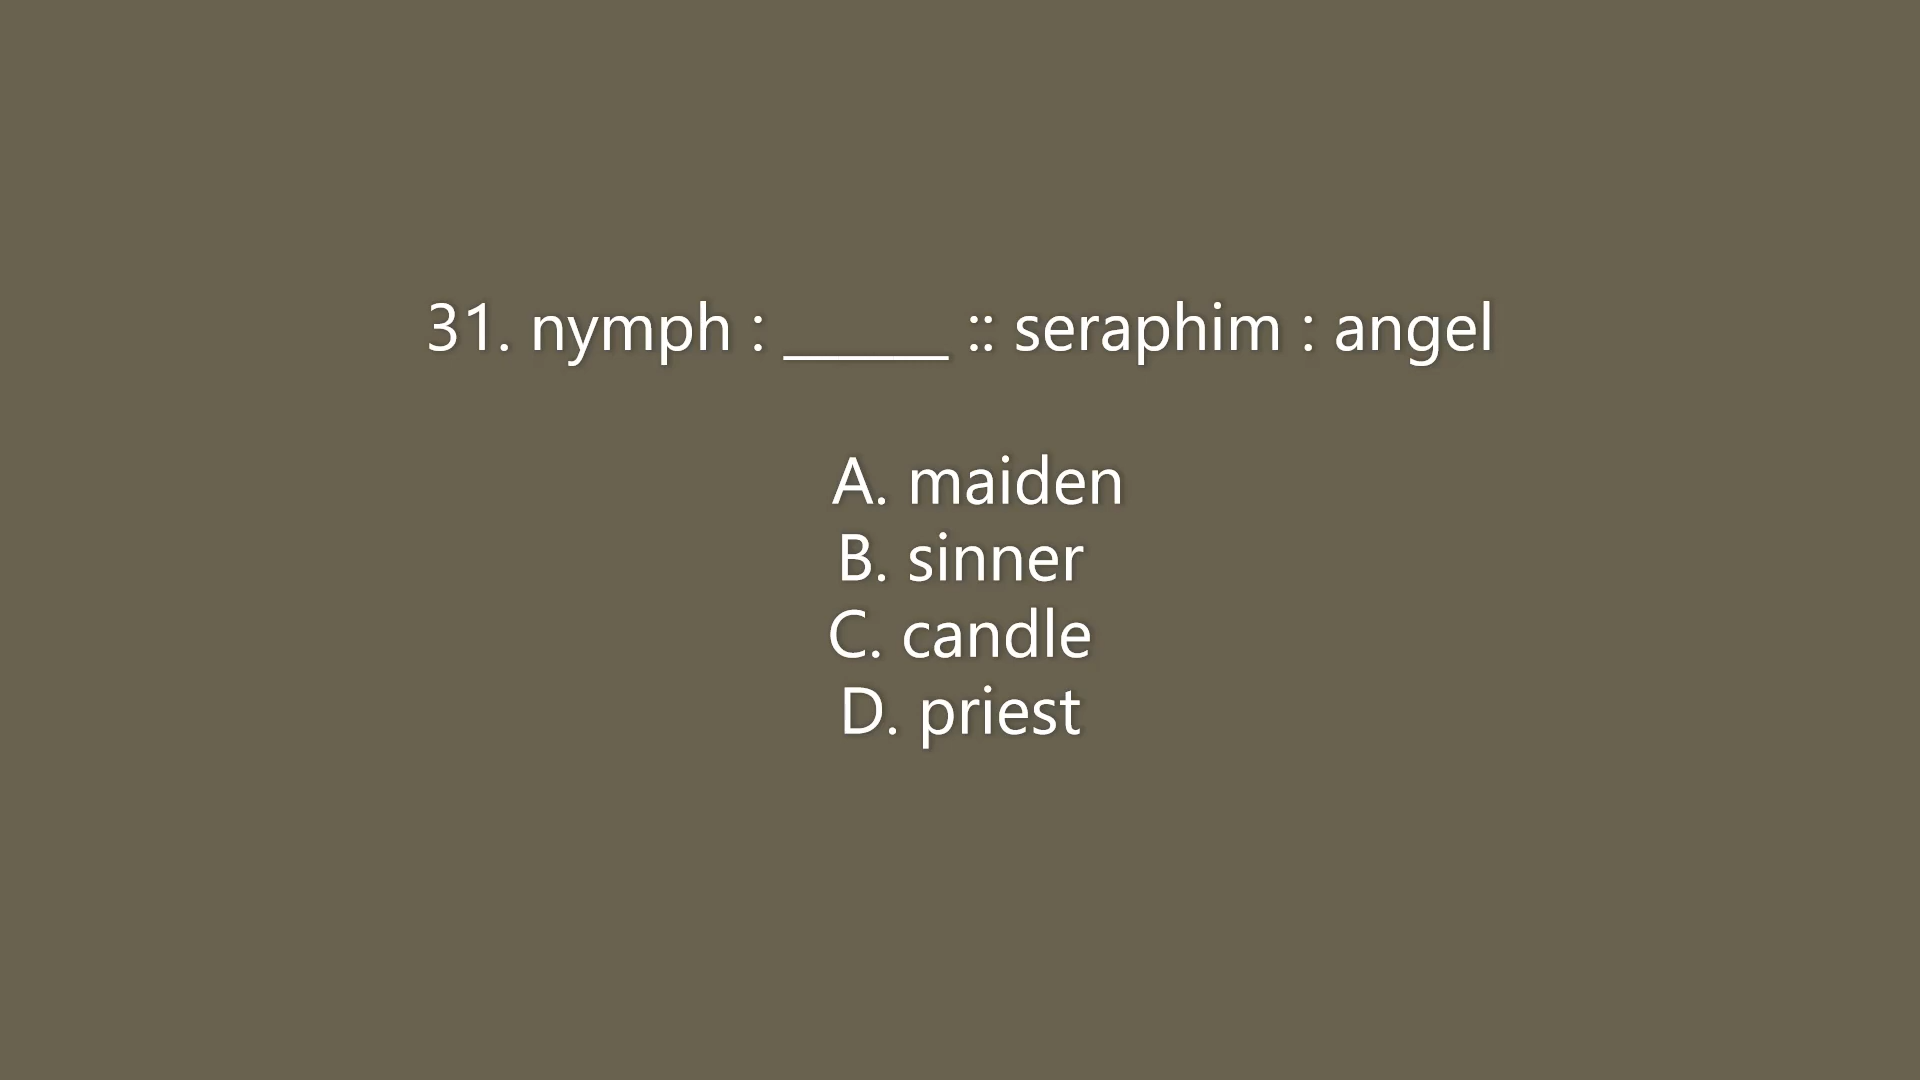 31. nymph : _____ :: seraphim : angel
A. maiden
B. sinner
C. candle
D. priest